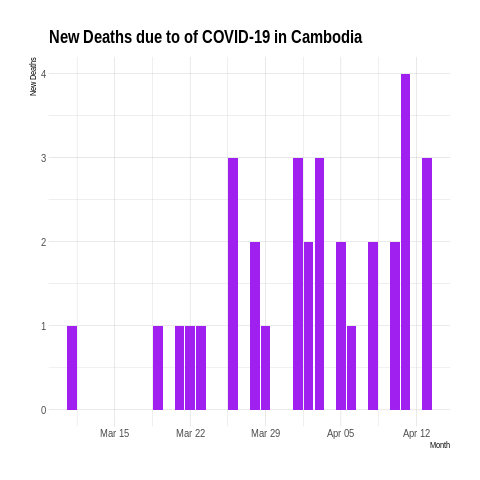 New Deaths due to of COVID-19 in Cambodia
New Deaths
4
3
2
1
0
Mar 15 Mar 22 Mar 29 Apr 05 Apr 12
Month